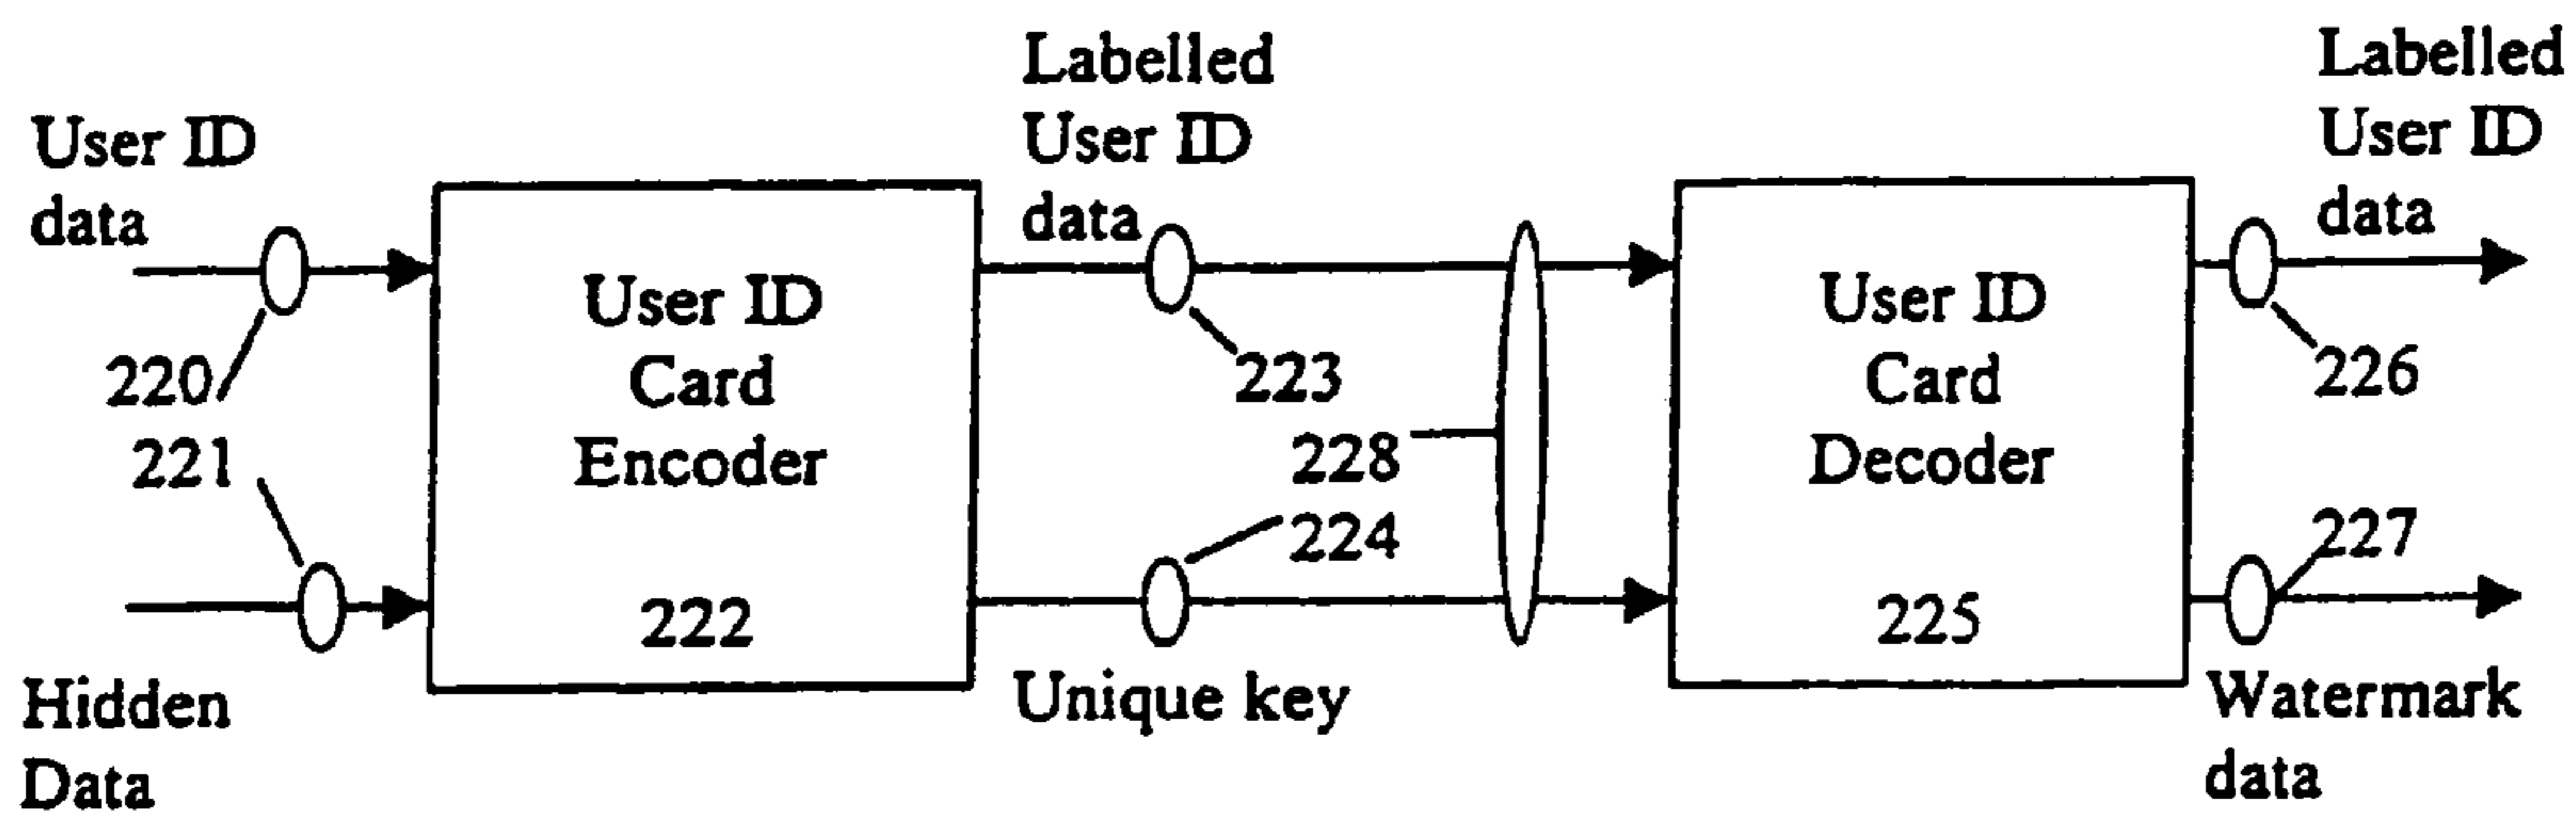 User ID
data
220
221
Hidden
Data
User ID
Card
Encoder
222
Labelled
User ID
data
223
228
224
Unique key
User ID
Card
Decoder
225
Labelled
User ID
data
226
227
Watermark
data